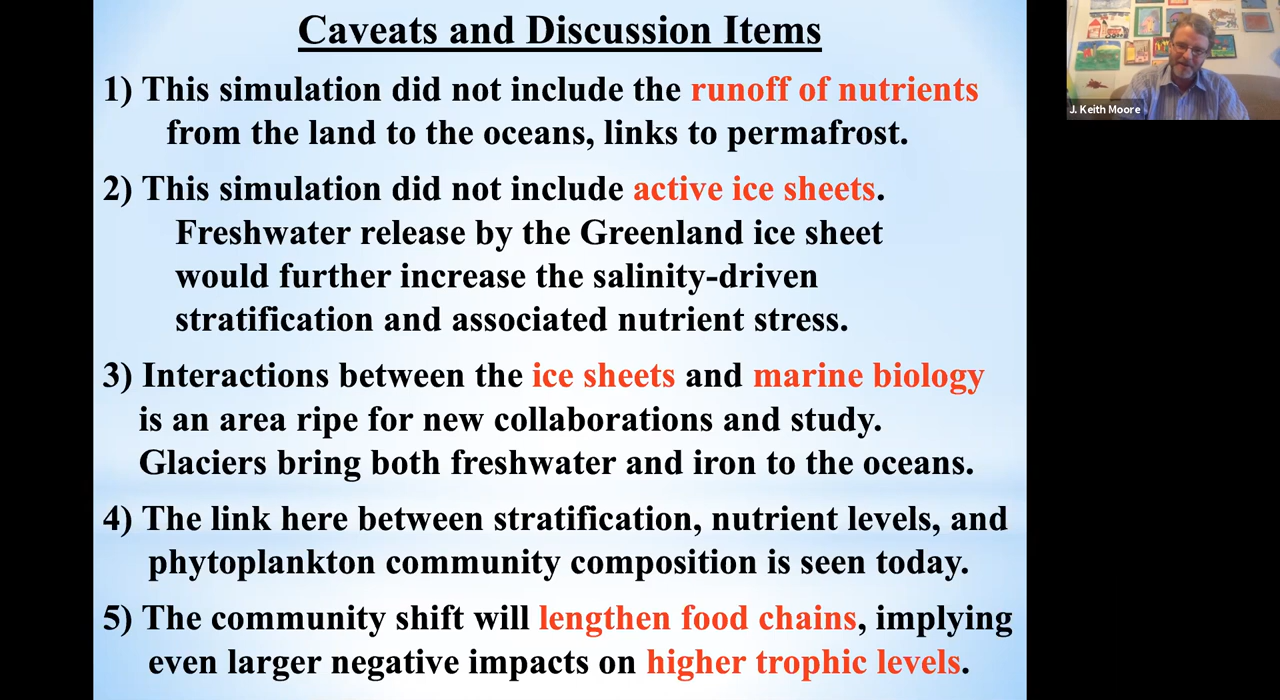 Caveats and Discussion Items
1) This simulation did not include the runoff of nutrients
from the land to the oceans, links to permafrost.
2) This simulation did not include active ice sheets.
Freshwater release by the Greenland ice sheet
would further increase the salinity-driven
stratification and associated nutrient stress.
3) Interactions between the ice sheets and marine biology
is an area ripe for new collaborations and study.
Glaciers bring both freshwater and iron to the oceans.
4) The link here between stratification, nutrient levels, and
phytoplankton community composition is seen today.
5) The community shift will lengthen food chains, implying
even larger negative impacts on higher trophic levels.
J. Keith Moore